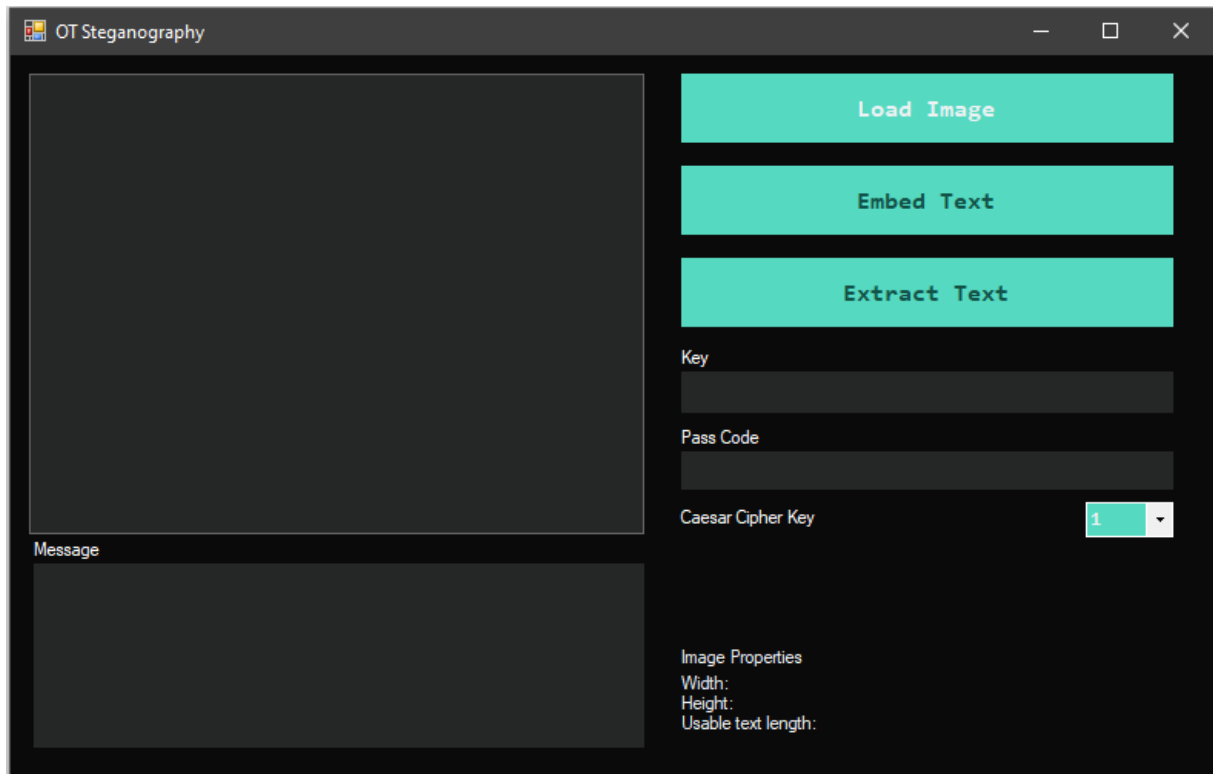 OT Steganography
Load Image
Embed Text
Extract Text
Key
Pass Code
Caesar Cipher Key
1
Message
Image Properties
Width:
Height:
Usable text length: